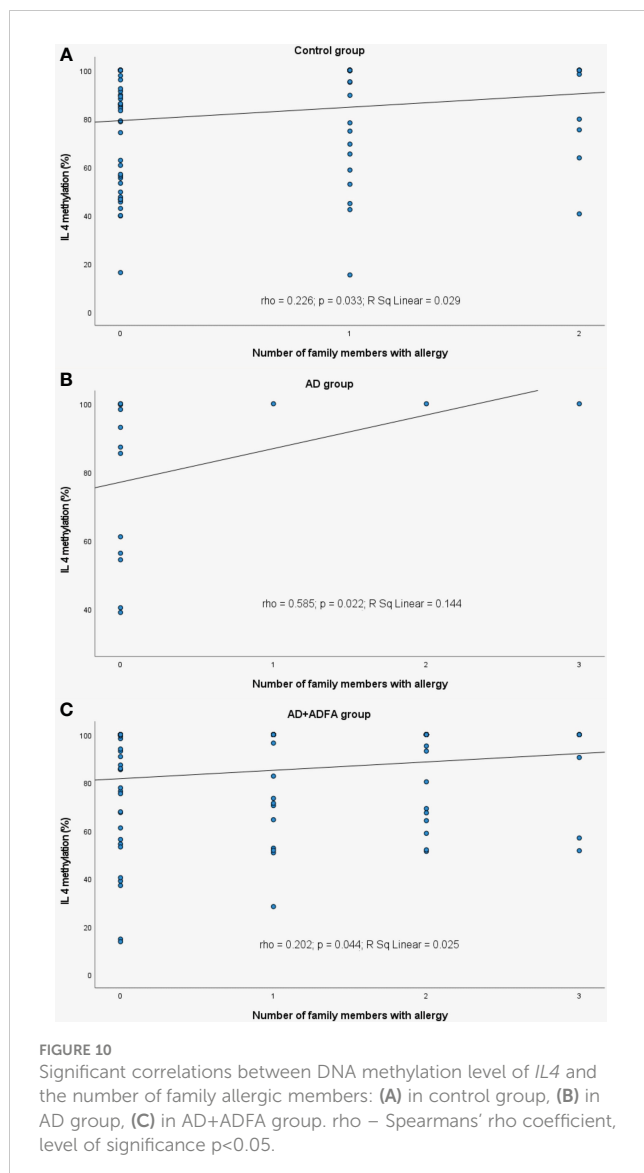 A
Control group
100
80
60
40
20
0
IL 4 methylation (%)
rho = 0.226; p = 0.033; R Sq Linear = 0.029
0 1 2
Number of family members with allergy
B
AD group
100
80
60
40
IL 4 methylation (%)
rho = 0.585; p = 0.022; R Sq Linear = 0.144
0 1 2 3
Number of family members with allergy
C
AD+ADFA group
100
80
60
40
20
0
IL 4 methylation (%)
rho = 0.202; p = 0.044; R Sq Linear = 0.025
0 1 2 3
Number of family members with allergy
FIGURE 10
Significant correlations between DNA methylation level of IL4 and
the number of family allergic members: (A) in control group, (B) in
AD group, (C) in AD+ADFA group. rho – Spearmans' rho coefficient,
level of significance p<0.05.